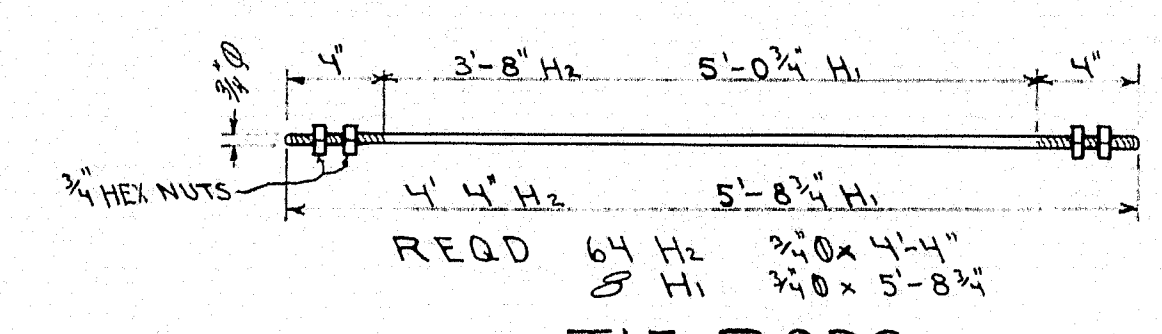 4" 3'-8" H2 5'-0 3/4" H1 4"
3/4"Ø
3/4" HEX NUTS
4' 4" H2 5'-8 3/4" H1
REQD 64 H2 3/4"Ø x 4'-4"
8 H1 3/4"Ø x 5'-8 3/4"